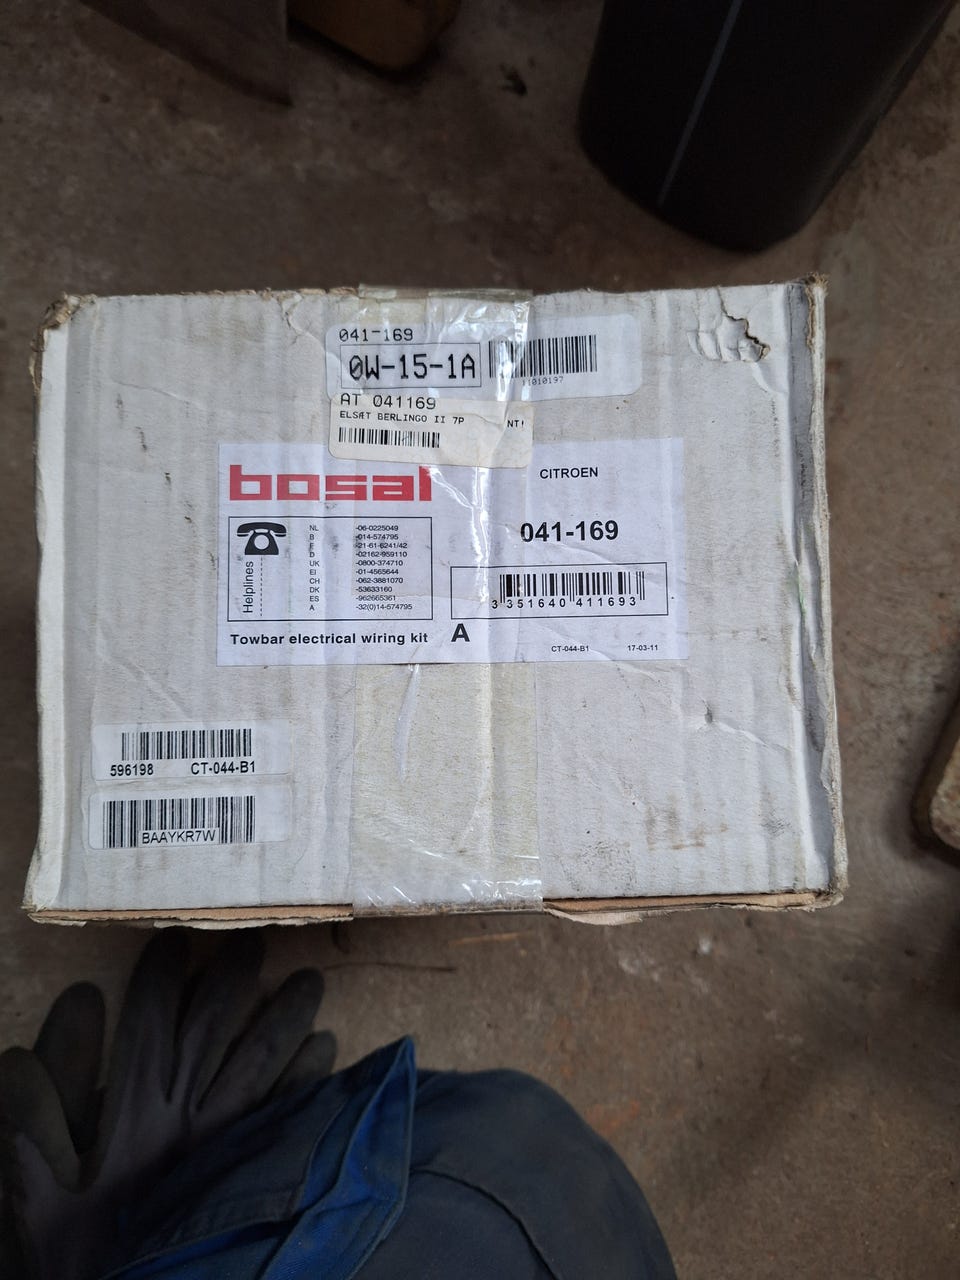 041-169
0W-15-1A
11010197
AT 041169
ELSÆT BERLINGO II 7P
NT!
bosal
CITROEN
041-169
Helplines
NL -06-0225049
B -014-574795
F -21-61-6241/42
D -02162-959110
UK -0800-374710
EI -01-4565644
CH -062-3881070
DK -53633160
ES -962665361
A -32(0)14-574795
3 351640 411693
Towbar electrical wiring kit
A
CT-044-B1 17-03-11
596198 CT-044-B1
BAAYKR7W